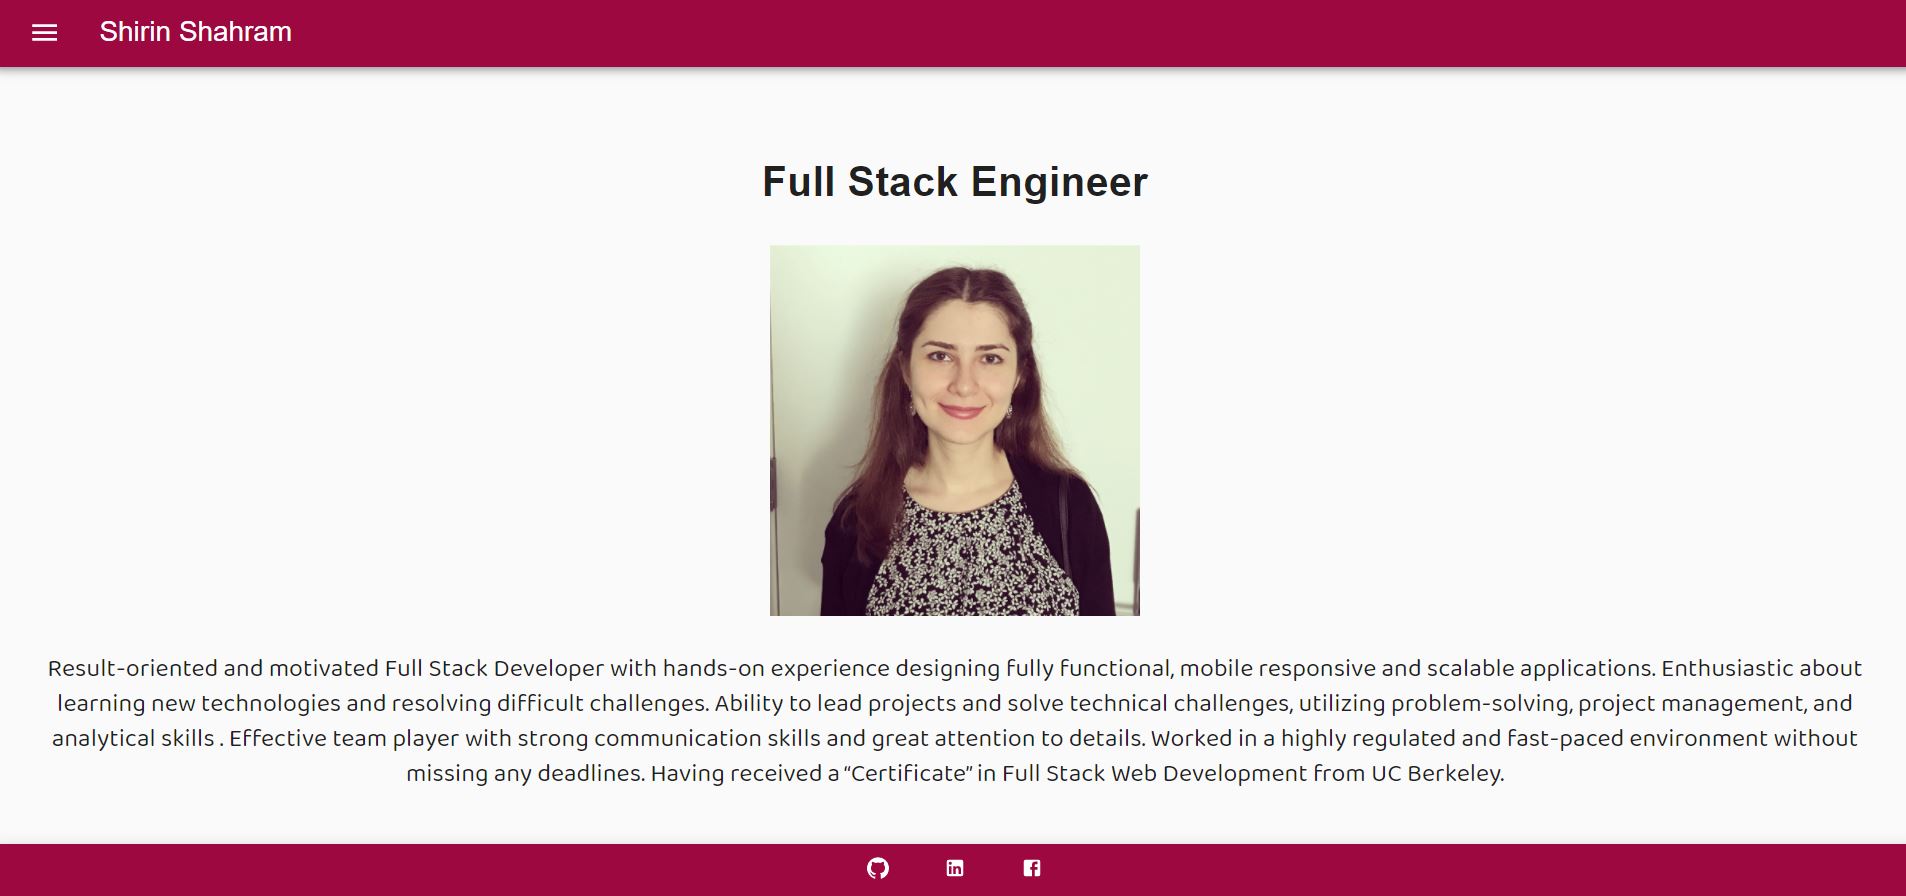 Shirin Shahram
Full Stack Engineer
Result-oriented and motivated Full Stack Developer with hands-on experience designing fully functional, mobile responsive and scalable applications. Enthusiastic about
learning new technologies and resolving difficult challenges. Ability to lead projects and solve technical challenges, utilizing problem-solving, project management, and
analytical skills . Effective team player with strong communication skills and great attention to details. Worked in a highly regulated and fast-paced environment without
missing any deadlines. Having received a “Certificate” in Full Stack Web Development from UC Berkeley.